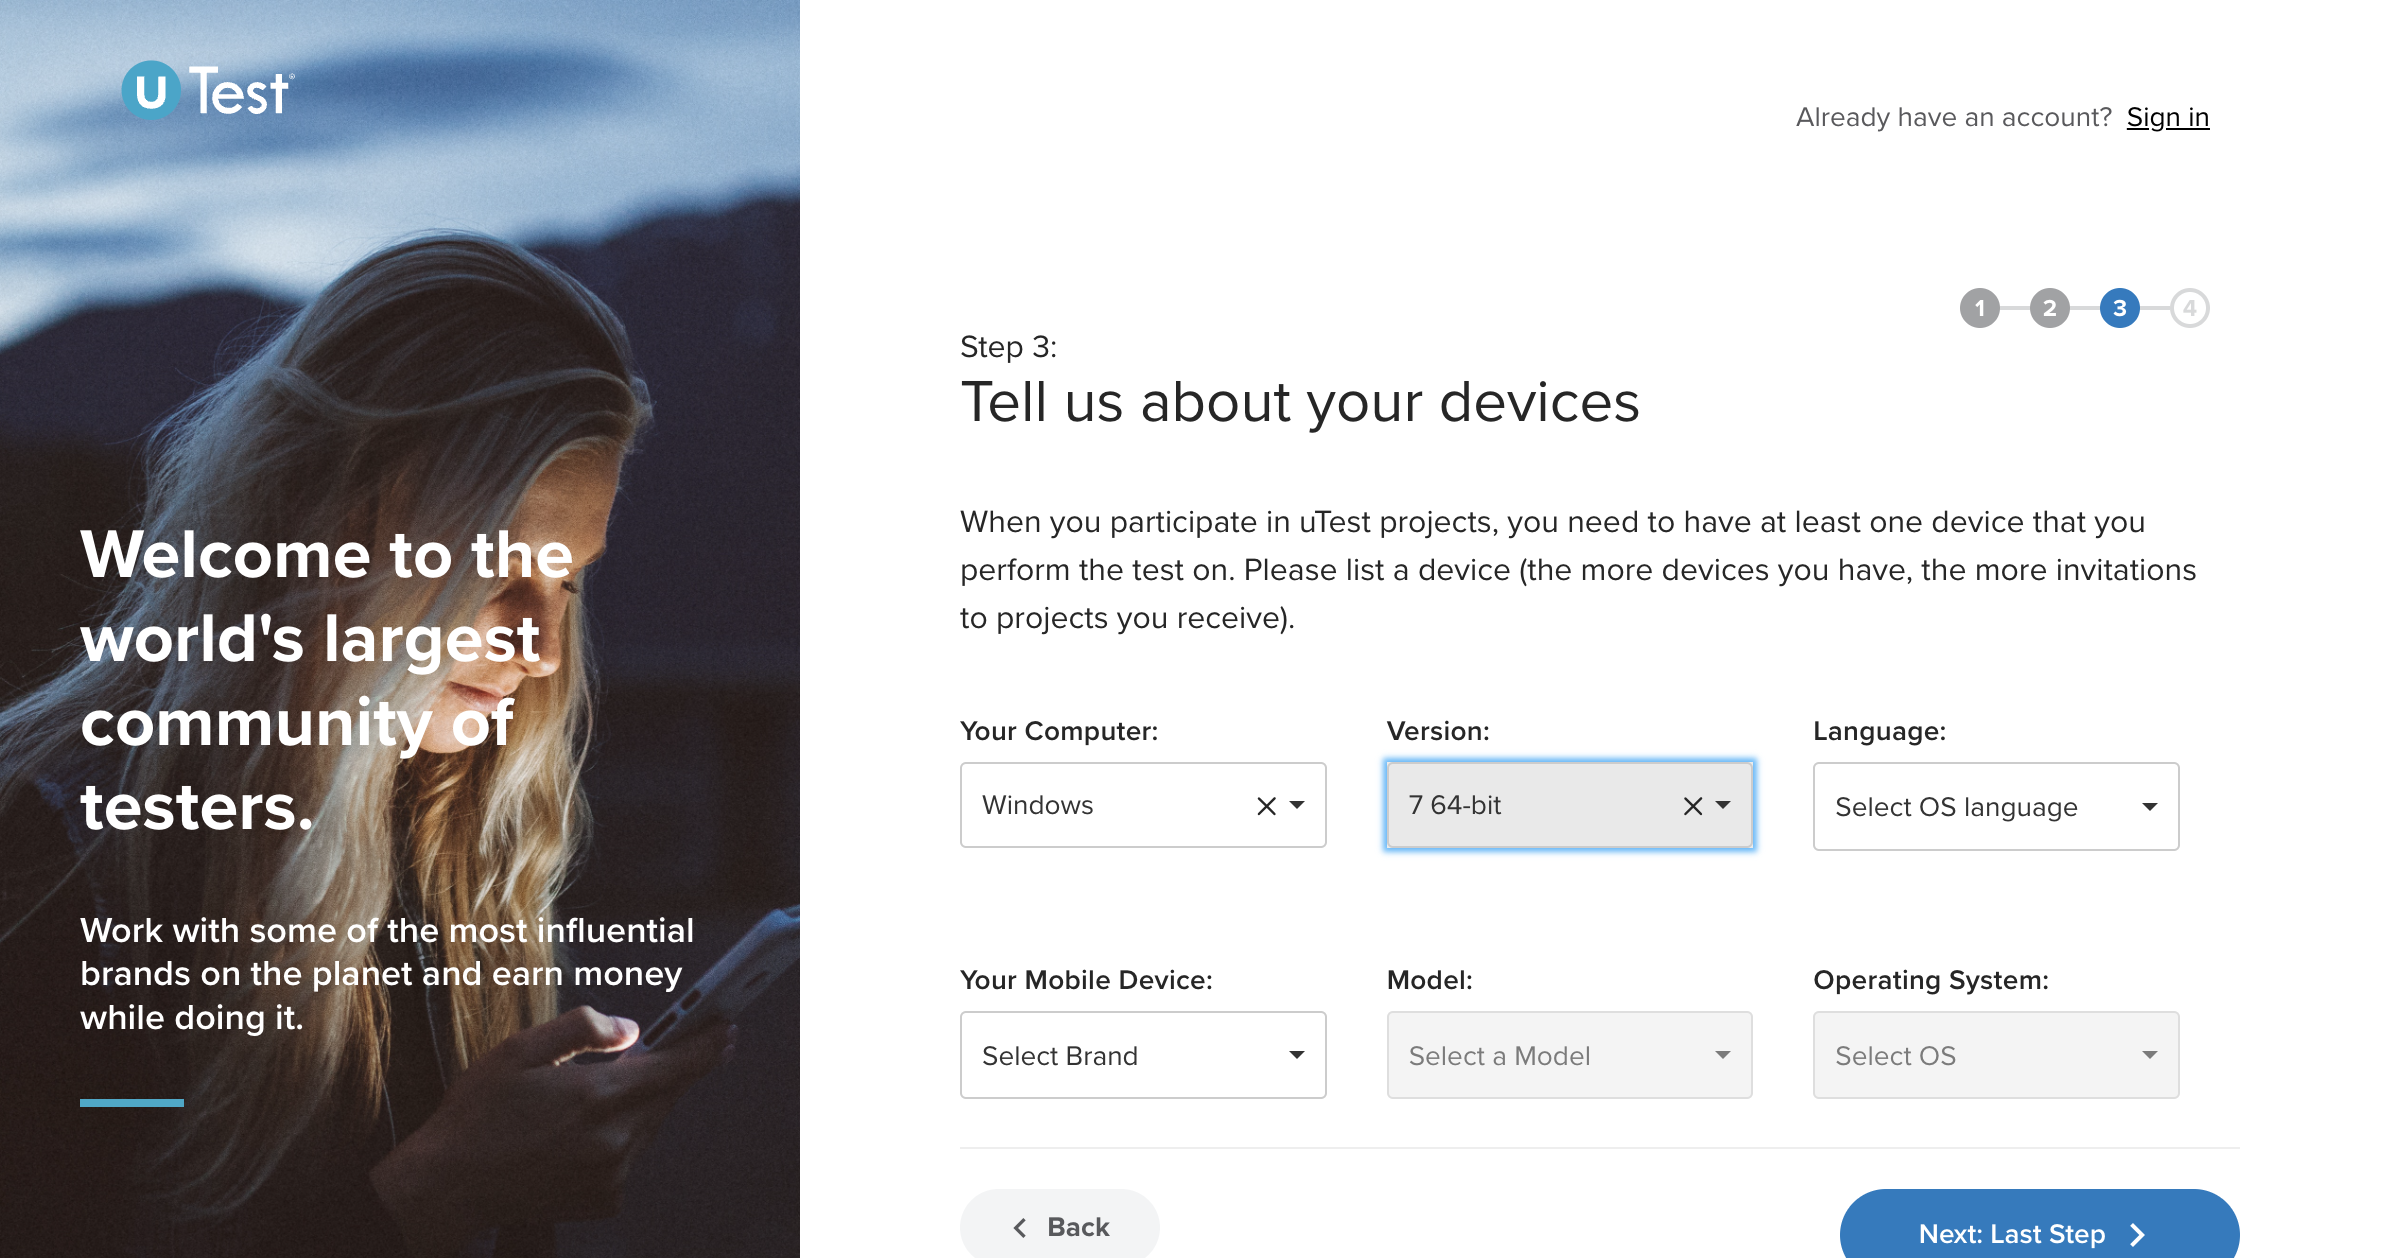 U Test®
Already have an account? Sign in
1 2 3 4
Step 3:
Tell us about your devices
When you participate in uTest projects, you need to have at least one device that you
perform the test on. Please list a device (the more devices you have, the more invitations
to projects you receive).
Welcome to the
world's largest
community of
testers.
Work with some of the most influential
brands on the planet and earn money
while doing it.
Your Computer: Version: Language:
Windows 7 64-bit Select OS language
Your Mobile Device: Model: Operating System:
Select Brand Select a Model Select OS
Back Next: Last Step